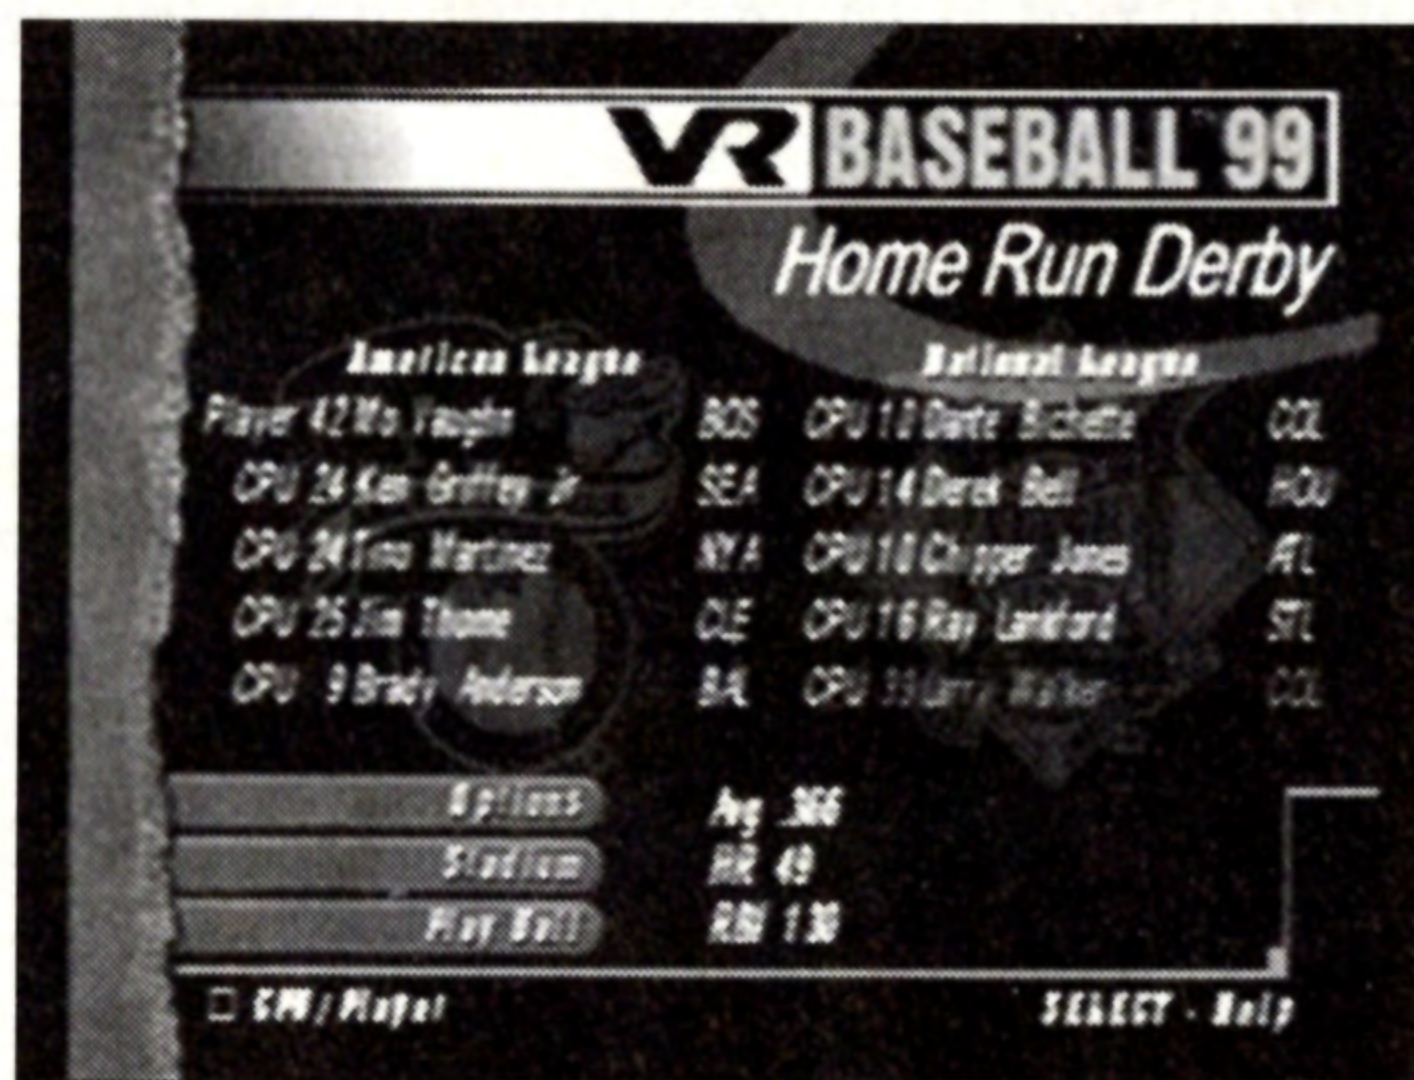 VR BASEBALL '99
Home Run Derby
American League National League
Player 42 Mo Vaughn BOS CPU 10 Dante Bichette COL
CPU 24 Ken Griffey Jr SEA CPU 14 Derek Bell HOU
CPU 24 Tino Martinez NYA CPU 10 Chipper Jones ATL
CPU 25 Jim Thome CLE CPU 16 Ray Lankford STL
CPU 9 Brady Anderson BAL CPU 33 Larry Walker COL
Options Avg .366
Stadium HR 49
Play Ball RBI 130
□ CPU/Player SELECT - Help